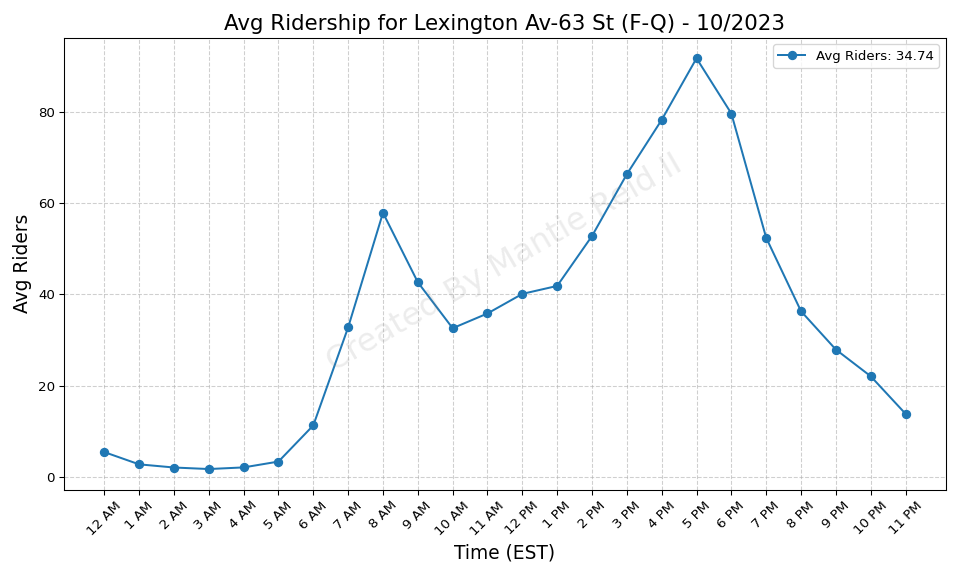 Avg Ridership for Lexington Av-63 St (F-Q) - 10/2023
Avg Riders: 34.74
Avg Riders
80
60
40
20
0
Created By Mantle Reid II
12 AM
1 AM
2 AM
3 AM
4 AM
5 AM
6 AM
7 AM
8 AM
9 AM
10 AM
11 AM
12 PM
1 PM
2 PM
3 PM
4 PM
5 PM
6 PM
7 PM
8 PM
9 PM
10 PM
11 PM
Time (EST)